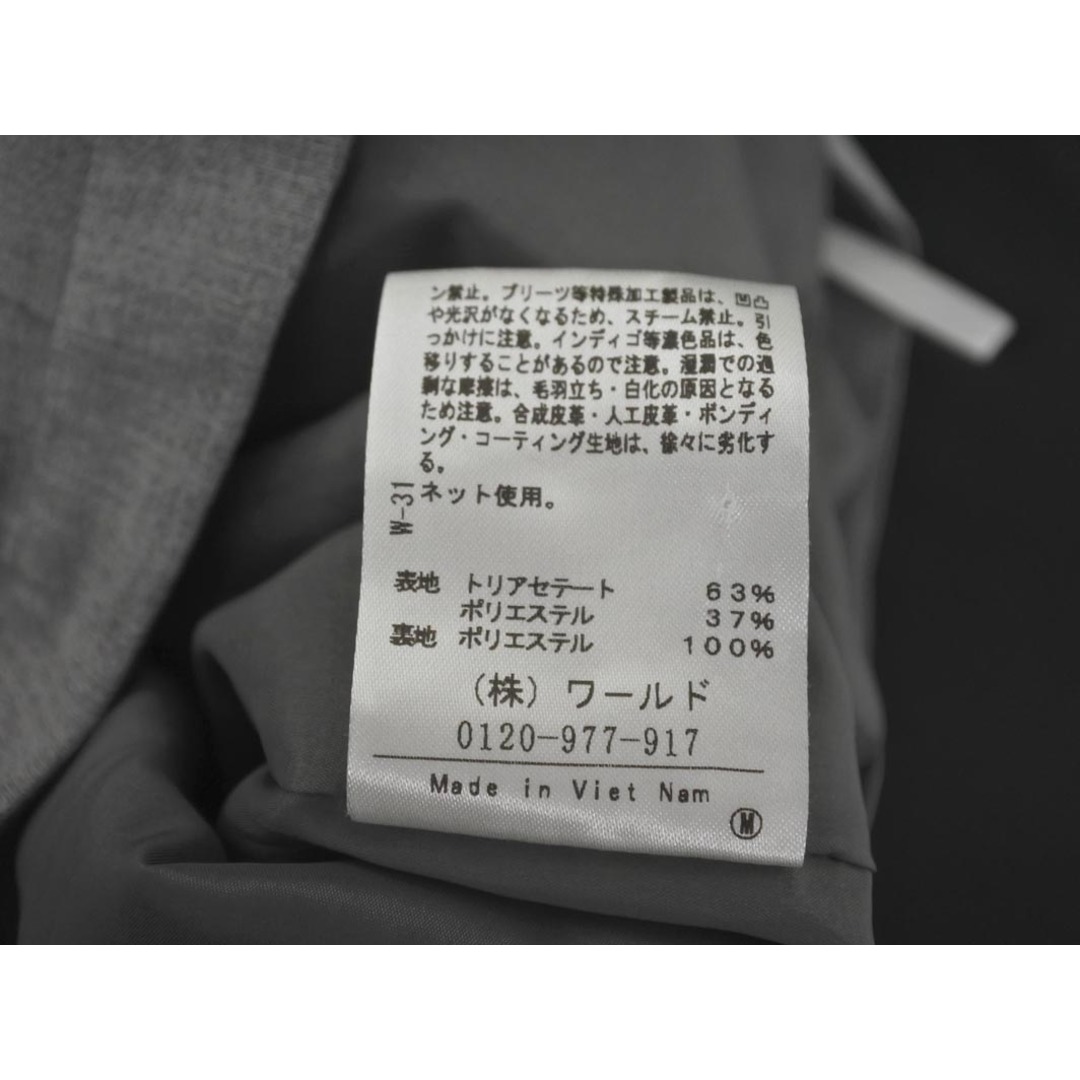 ン禁止。プリーツ等特殊加工製品は、凹凸
や光沢がなくなるため、スチーム禁止。引
っかけに注意。インディゴ等濃色品は、色
移りすることがあるので注意。湿潤での過
剰な摩擦は、毛羽立ち・白化の原因となる
ため注意。合成皮革・人工皮革・ボンディ
ング・コーティング生地は、徐々に劣化す
る。
W-31
ネット使用。
表地 トリアセテート 63%
ポリエステル 37%
裏地 ポリエステル 100%
(株) ワールド
0120-977-917
Made in Viet Nam
M